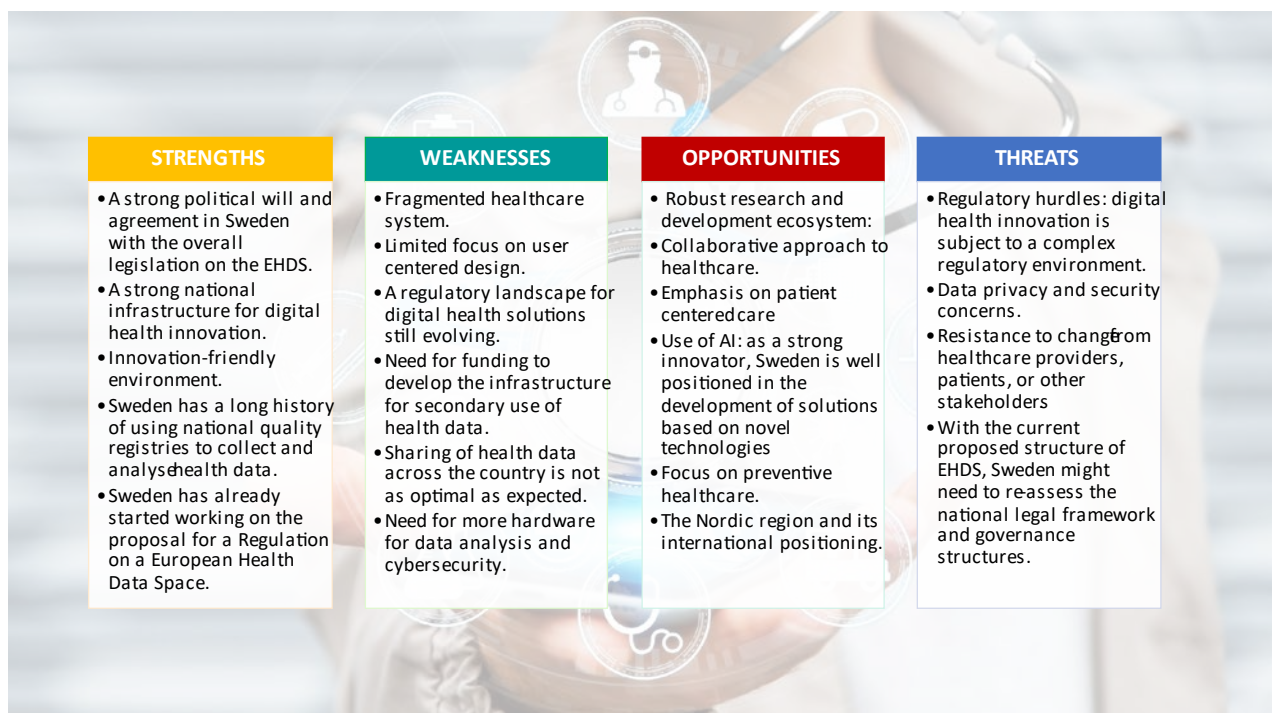 STRENGTHS
• A strong political will and
agreement in Sweden
with the overall
legislation on the EHDS.
• A strong national
infrastructure for digital
health innovation.
• Innovation-friendly
environment.
• Sweden has a long history
of using national quality
registries to collect and
analyse health data.
• Sweden has already
started working on the
proposal for a Regulation
on a European Health
Data Space.
WEAKNESSES
• Fragmented healthcare
system.
• Limited focus on user
centered design.
• A regulatory landscape for
digital health solutions
still evolving.
• Need for funding to
develop the infrastructure
for secondary use of
health data.
• Sharing of health data
across the country is not
as optimal as expected.
• Need for more hardware
for data analysis and
cybersecurity.
OPPORTUNITIES
• Robust research and
development ecosystem:
• Collaborative approach to
healthcare.
• Emphasis on patient-
centered care
• Use of AI: as a strong
innovator, Sweden is well
positioned in the
development of solutions
based on novel
technologies
• Focus on preventive
healthcare.
• The Nordic region and its
international positioning.
THREATS
• Regulatory hurdles: digital
health innovation is
subject to a complex
regulatory environment.
• Data privacy and security
concerns.
• Resistance to change from
healthcare providers,
patients, or other
stakeholders
• With the current
proposed structure of
EHDS, Sweden might
need to re-assess the
national legal framework
and governance
structures.